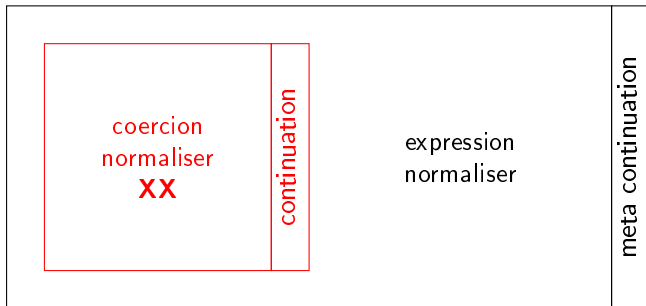 coercion
normaliser
XX
continuation
expression
normaliser
meta continuation